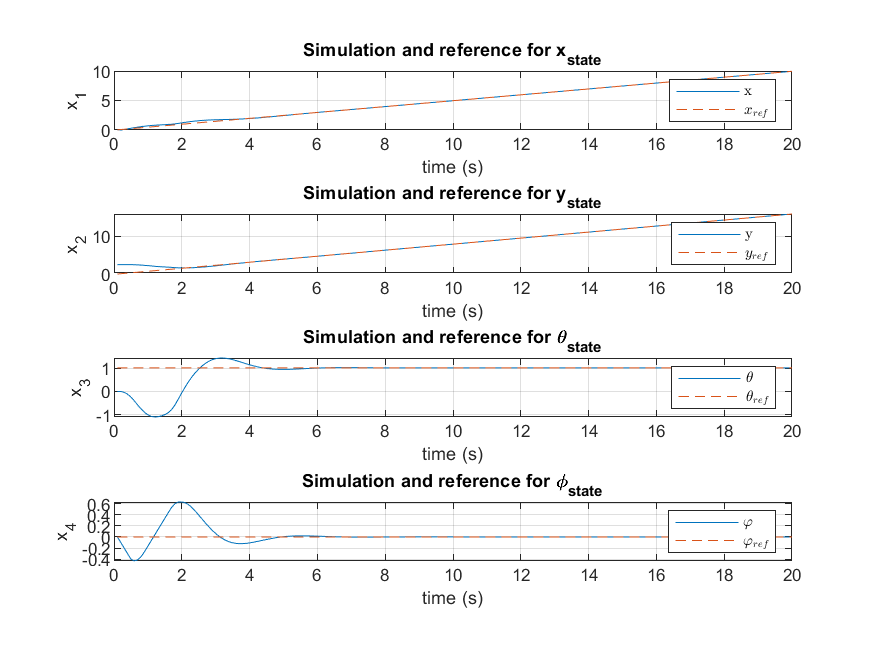 Simulation and reference for x_state
10
5
0
x_1
x
x_ref
0 2 4 6 8 10 12 14 16 18 20
time (s)
Simulation and reference for y_state
10
0
x_2
y
y_ref
0 2 4 6 8 10 12 14 16 18 20
time (s)
Simulation and reference for θ_state
1
0
-1
x_3
θ
θ_ref
0 2 4 6 8 10 12 14 16 18 20
time (s)
Simulation and reference for ϕ_state
0.6
0.4
0.2
0
-0.2
-0.4
x_4
φ
φ_ref
0 2 4 6 8 10 12 14 16 18 20
time (s)